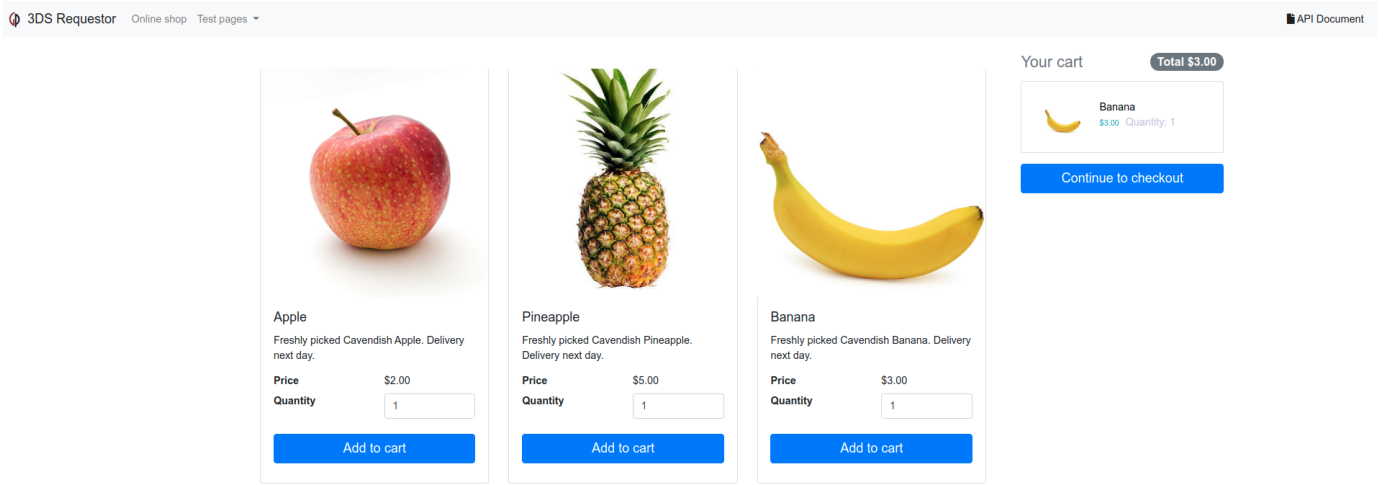 3DS Requestor Online shop Test pages API Document
Your cart Total $3.00
Banana
$3.00 Quantity: 1
Continue to checkout
Apple
Freshly picked Cavendish Apple. Delivery
next day.
Price $2.00
Quantity 1
Add to cart
Pineapple
Freshly picked Cavendish Pineapple.
Delivery next day.
Price $5.00
Quantity 1
Add to cart
Banana
Freshly picked Cavendish Banana. Delivery
next day.
Price $3.00
Quantity 1
Add to cart